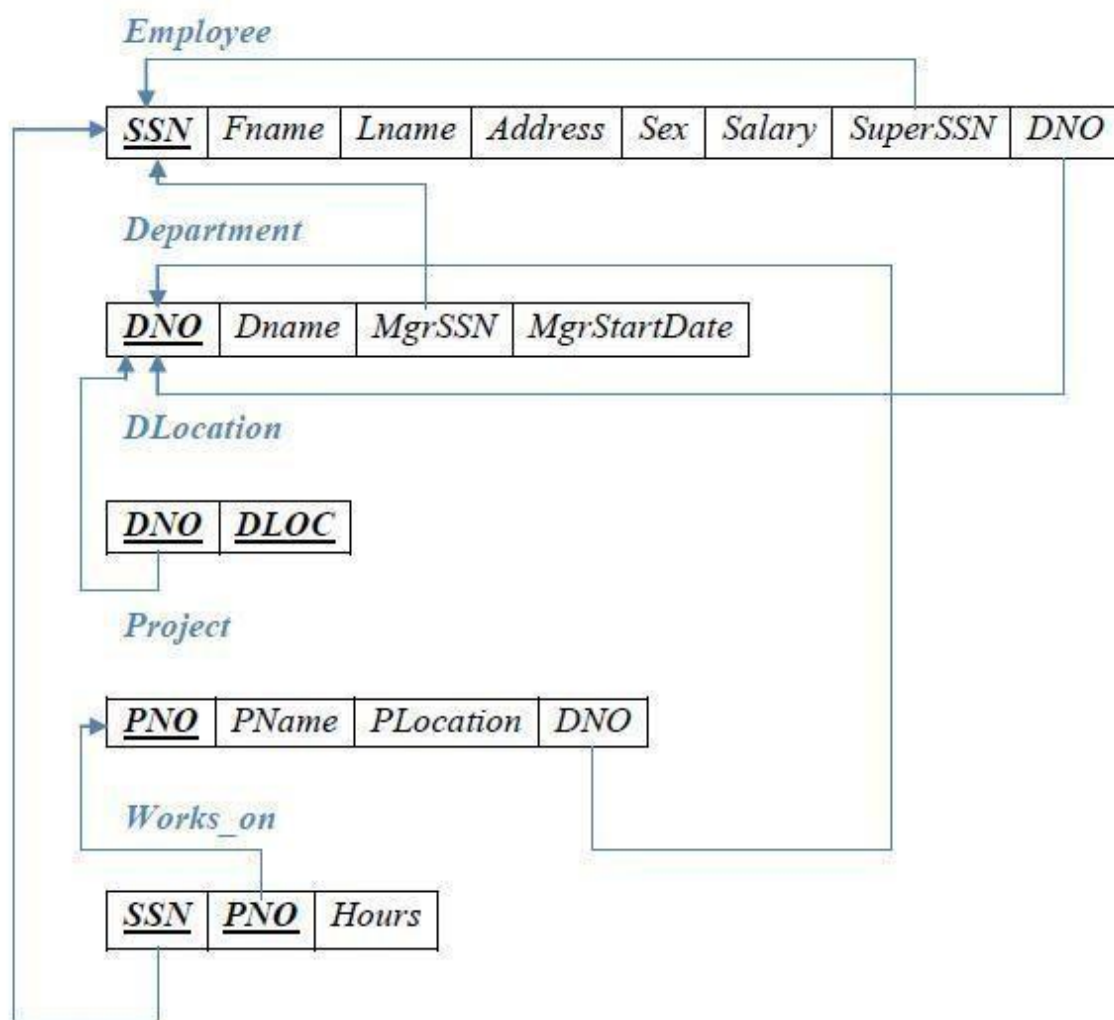 Employee
SSN Fname Lname Address Sex Salary SuperSSN DNO
Department
DNO Dname MgrSSN MgrStartDate
DLocation
DNO DLOC
Project
PNO PName PLocation DNO
Works_on
SSN PNO Hours